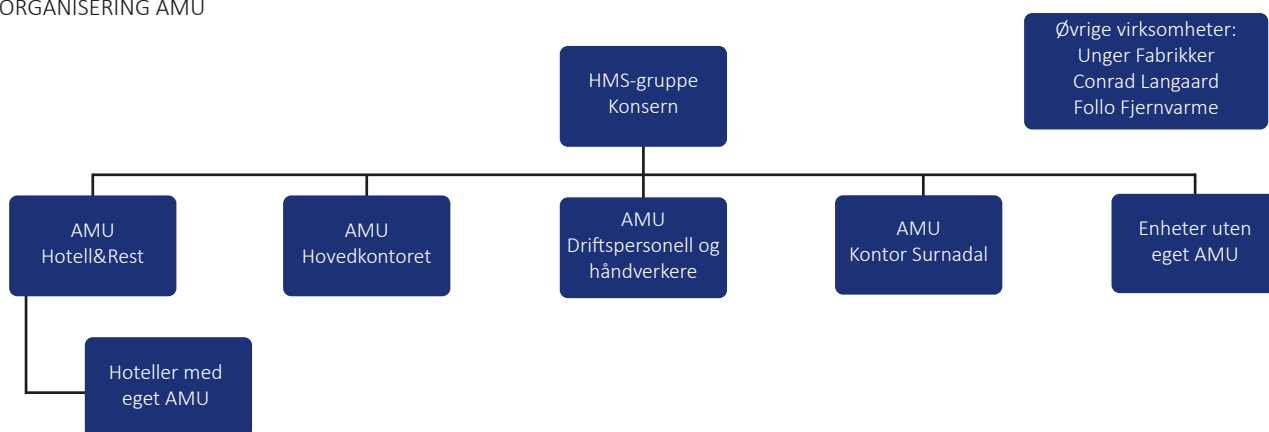 ORGANISERING AMU
Øvrige virksomheter:
Unger Fabrikker
Conrad Langaard
Follo Fjernvarme
HMS-gruppe
Konsern
AMU
Hotell&Rest
AMU
Hovedkontoret
AMU
Driftspersonell og
håndverkere
AMU
Kontor Surnadal
Enheter uten
eget AMU
Hoteller med
eget AMU